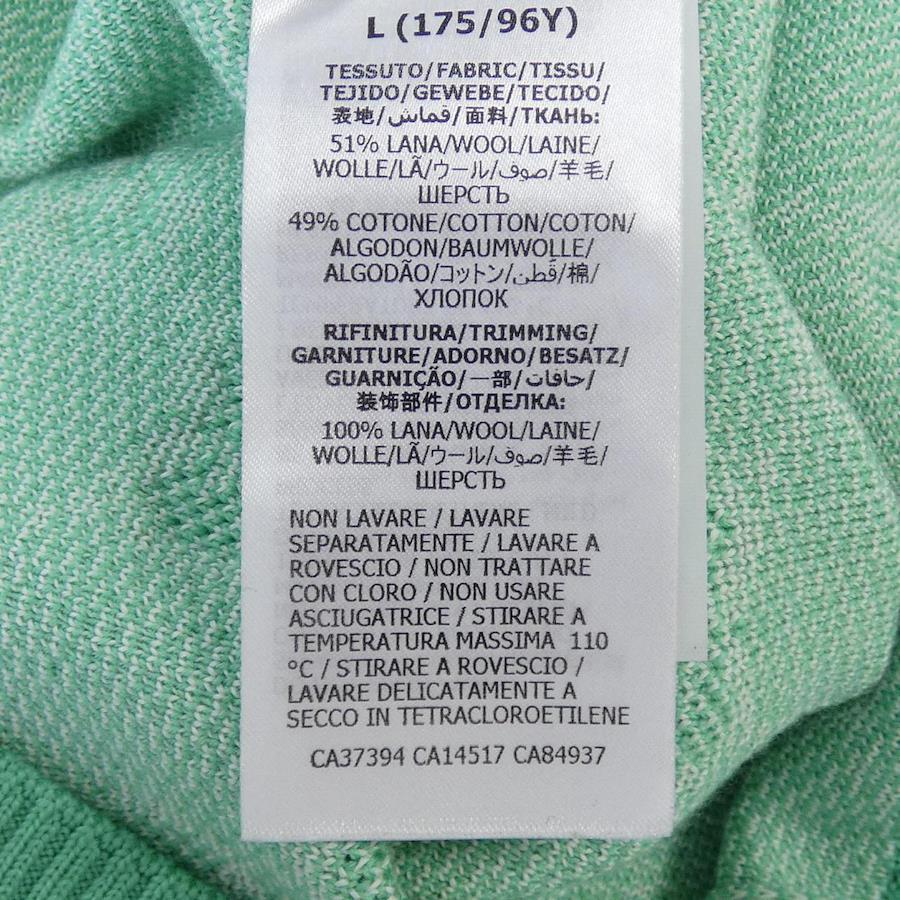 L (175/96Y)
TESSUTO/FABRIC/TISSU/
TEJIDO/GEWEBE/TECIDO/
表地/قماش/面料/ТКАНЬ:
51% LANA/WOOL/LAINE/
WOLLE/LÃ/ウール/صوف/羊毛/
ШЕРСТЬ
49% COTONE/COTTON/COTON/
ALGODON/BAUMWOLLE/
ALGODÃO/コットン/قطن/棉/
ХЛОПОК
RIFINITURA/TRIMMING/
GARNITURE/ADORNO/BESATZ/
GUARNIÇÃO/一部/حافات/
装饰部件/ОТДЕЛКА:
100% LANA/WOOL/LAINE/
WOLLE/LÃ/ウール/صوف/羊毛/
ШЕРСТЬ
NON LAVARE / LAVARE
SEPARATAMENTE / LAVARE A
ROVESCIO / NON TRATTARE
CON CLORO / NON USARE
ASCIUGATRICE / STIRARE A
TEMPERATURA MASSIMA 110
°C / STIRARE A ROVESCIO /
LAVARE DELICATAMENTE A
SECCO IN TETRACLOROETILENE
CA37394 CA14517 CA84937